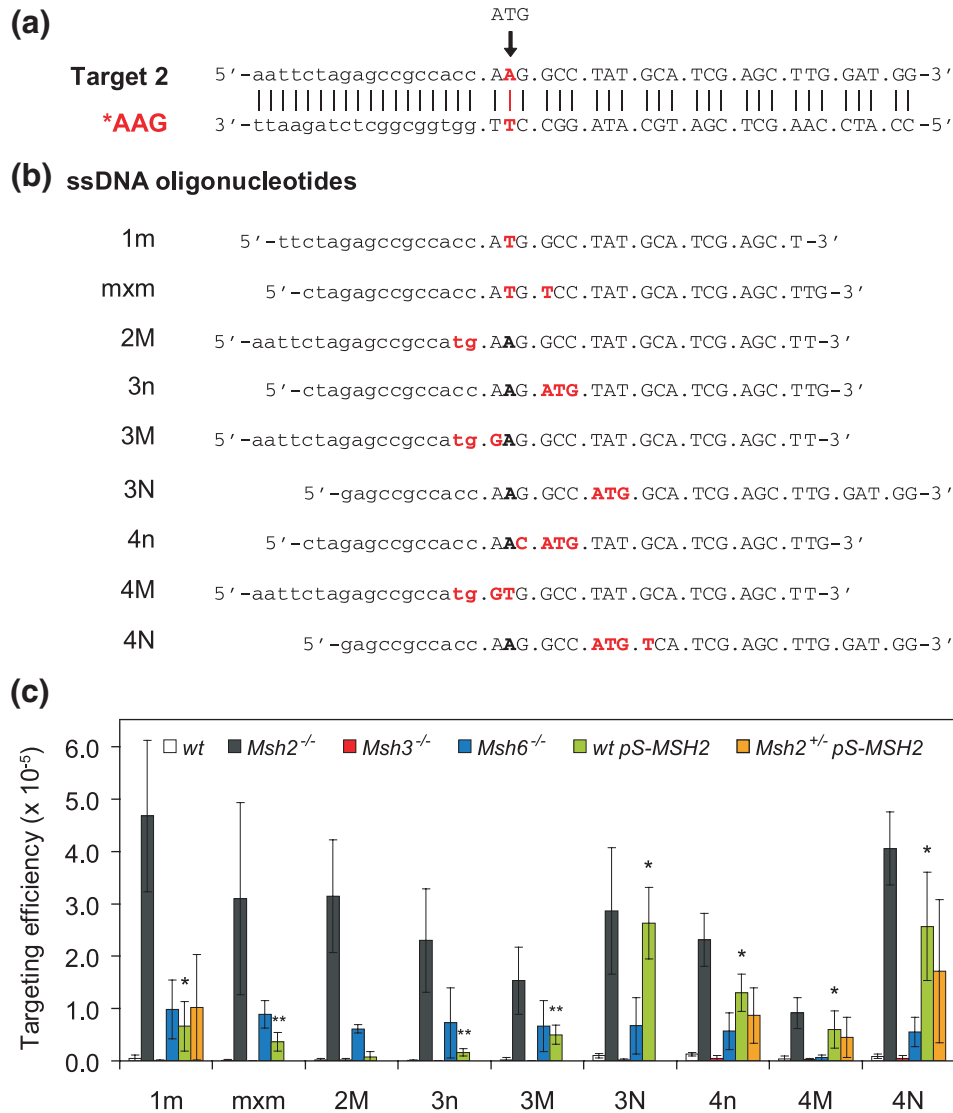 (a)
ATG
Target 2 5′-aattctagagccgccacc.AAG.GCC.TAT.GCA.TCG.AGC.TTG.GAT.GG-3′
*AAG 3′-ttaagatctcggcggtgg.TTC.CGG.ATA.CGT.AGC.TCG.AAC.CTA.CC-5′
(b) ssDNA oligonucleotides
1m 5′-ttctagagccgccacc.ATG.GCC.TAT.GCA.TCG.AGC.T-3′
mxm 5′-ctagagccgccacc.ATG.TCC.TAT.GCA.TCG.AGC.TTG-3′
2M 5′-aattctagagccgccatg.AAG.GCC.TAT.GCA.TCG.AGC.TT-3′
3n 5′-ctagagccgccacc.AAG.ATG.TAT.GCA.TCG.AGC.TTG-3′
3M 5′-aattctagagccgccatg.GAG.GCC.TAT.GCA.TCG.AGC.TT-3′
3N 5′-gagccgccacc.AAG.GCC.ATG.GCA.TCG.AGC.TTG.GAT.GG-3′
4n 5′-ctagagccgccacc.AAC.ATG.TAT.GCA.TCG.AGC.TTG-3′
4M 5′-aattctagagccgccatg.GTG.GCC.TAT.GCA.TCG.AGC.TT-3′
4N 5′-gagccgccacc.AAG.GCC.ATG.TCA.TCG.AGC.TTG.GAT.GG-3′
(c)
Targeting efficiency (x 10-5)
wt Msh2-/- Msh3-/- Msh6-/- wt pS-MSH2 Msh2+/- pS-MSH2
6.0
5.0
4.0
3.0
2.0
1.0
0.0
* ** ** ** * * * *
1m mxm 2M 3n 3M 3N 4n 4M 4N